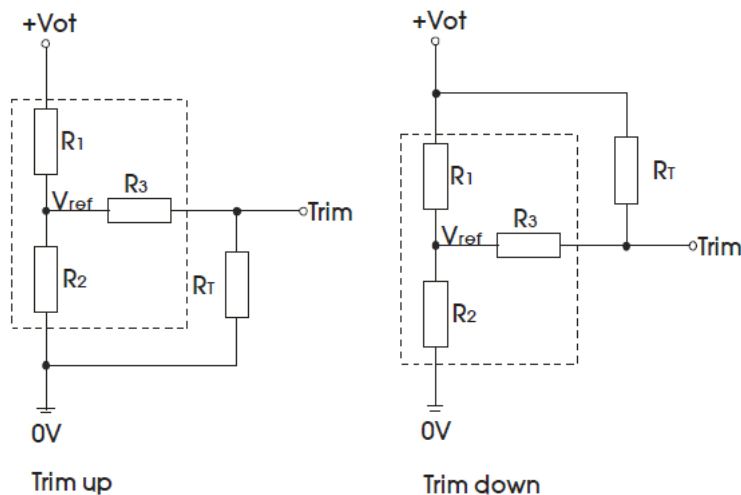 +Vot
R1
R3
Vref
Trim
R2
RT
0V
Trim up
+Vot
R1
RT
R3
Vref
Trim
R2
0V
Trim down